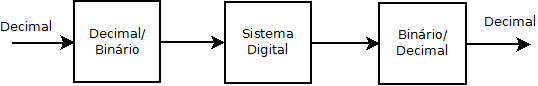 Decimal
Decimal/
Binário
Sistema
Digital
Binário/
Decimal
Decimal